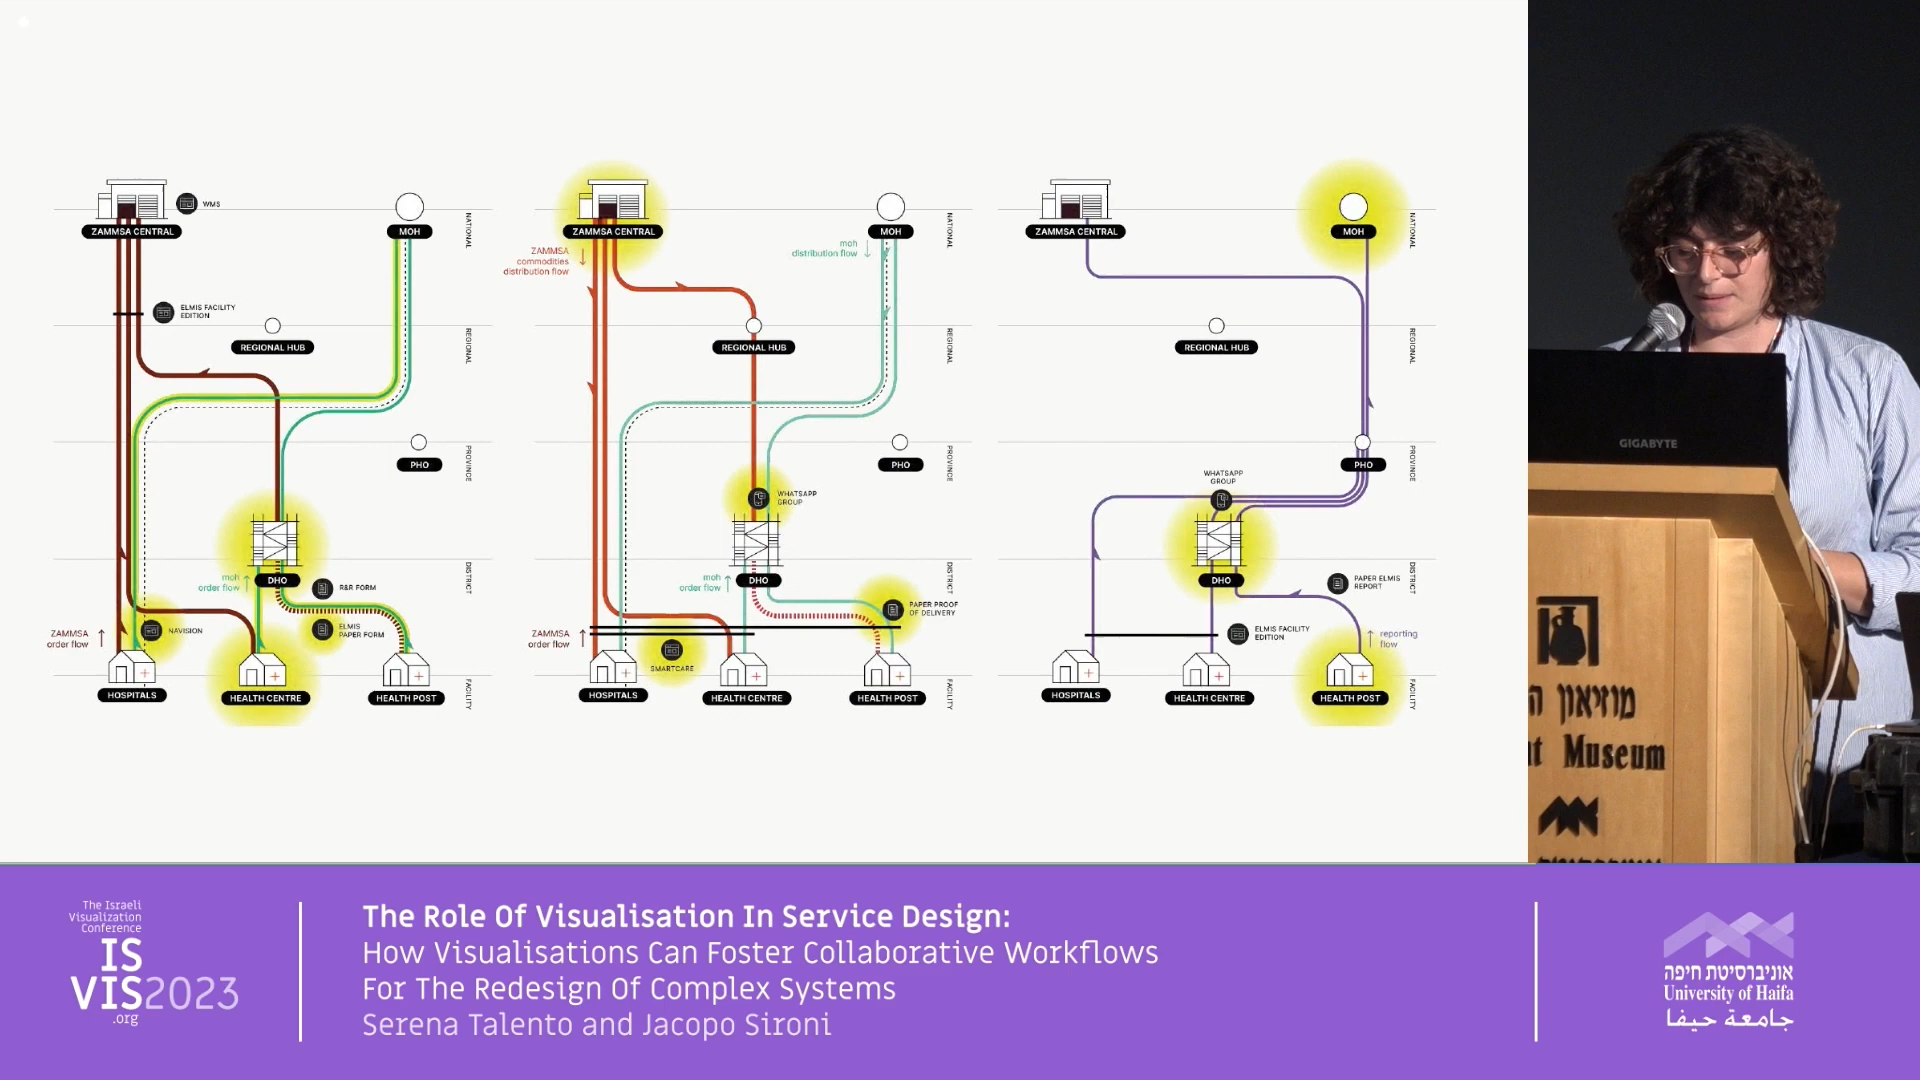 ZAMMSA CENTRAL
WMS
MOH
NATIONAL
ELMIS FACILITY
EDITION
REGIONAL HUB
REGIONAL
PHO
PROVINCE
moh
order flow
DHO
R&R FORM
DISTRICT
NAVISION
ELMIS
PAPER FORM
ZAMMSA
order flow
HOSPITALS
HEALTH CENTRE
HEALTH POST
FACILITY
ZAMMSA CENTRAL
ZAMMSA
commodities
distribution flow
moh
distribution flow
MOH
NATIONAL
REGIONAL HUB
REGIONAL
PHO
PROVINCE
WHATSAPP
GROUP
moh
order flow
DHO
DISTRICT
PAPER PROOF
OF DELIVERY
ZAMMSA
order flow
SMARTCARE
HOSPITALS
HEALTH CENTRE
HEALTH POST
FACILITY
ZAMMSA CENTRAL
MOH
NATIONAL
REGIONAL HUB
REGIONAL
PHO
PROVINCE
WHATSAPP
GROUP
DHO
PAPER ELMIS
REPORT
DISTRICT
ELMIS FACILITY
EDITION
reporting
flow
HOSPITALS
HEALTH CENTRE
HEALTH POST
FACILITY
GIGABYTE
מוזיאון
Museum
The Israeli
Visualization
Conference
IS
VIS2023
.org
The Role Of Visualisation In Service Design:
How Visualisations Can Foster Collaborative Workflows
For The Redesign Of Complex Systems
Serena Talento and Jacopo Sironi
אוניברסיטת חיפה
University of Haifa
جامعة حيفا